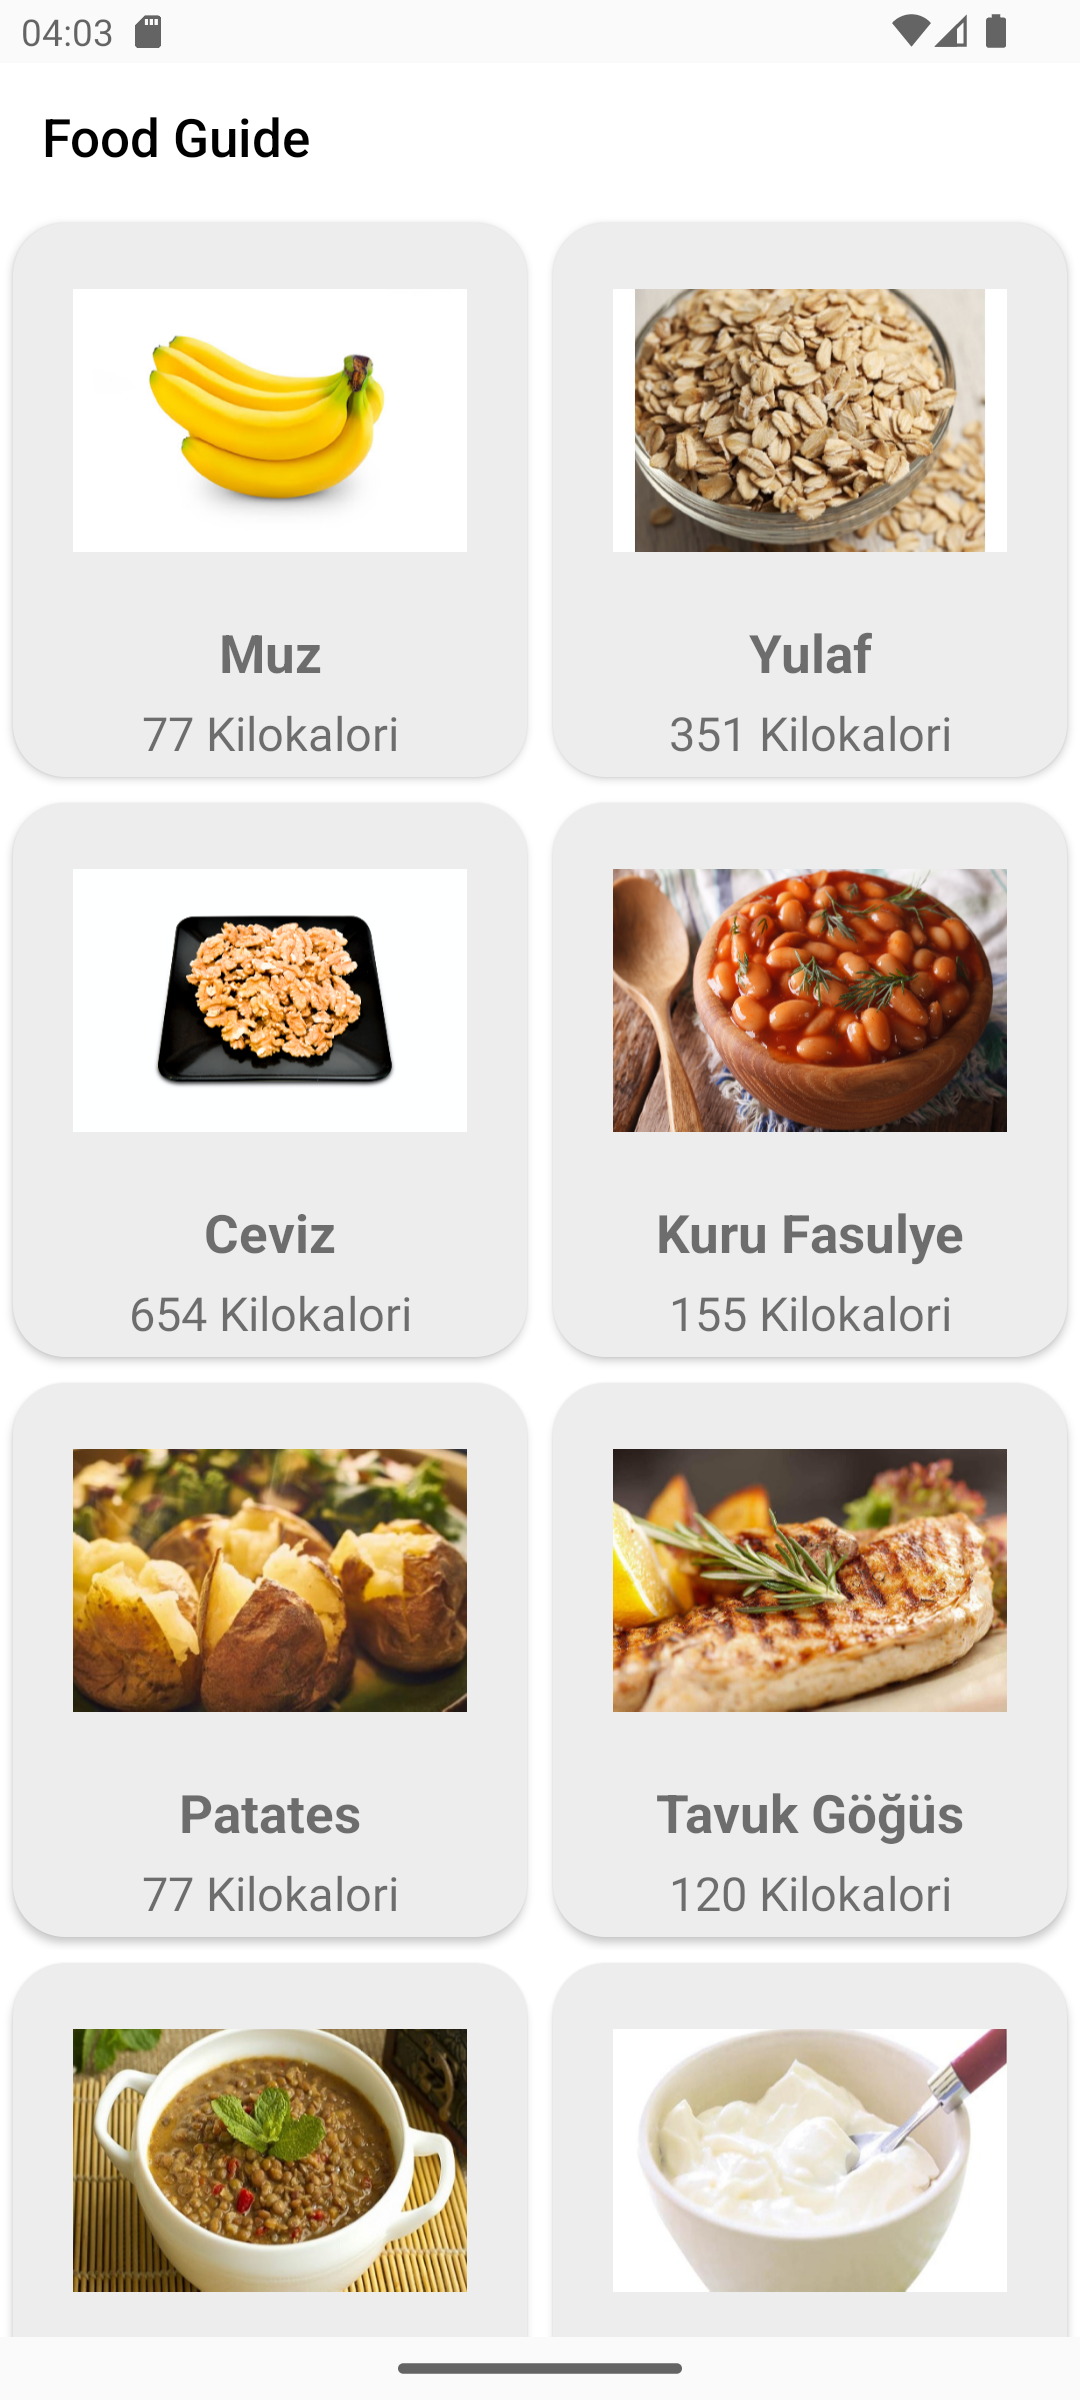 04:03
Food Guide
Muz
77 Kilokalori
Yulaf
351 Kilokalori
Ceviz
654 Kilokalori
Kuru Fasulye
155 Kilokalori
Patates
77 Kilokalori
Tavuk Göğüs
120 Kilokalori